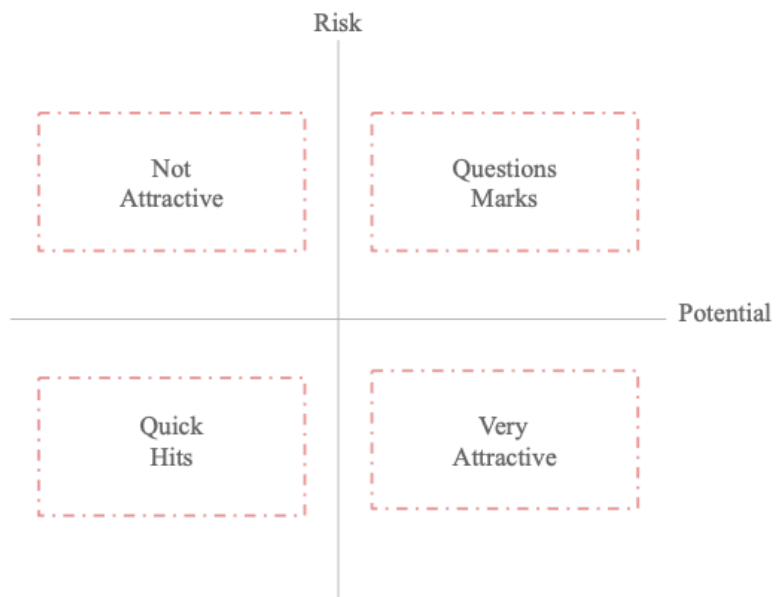 Risk
Not
Attractive
Questions
Marks
Potential
Quick
Hits
Very
Attractive